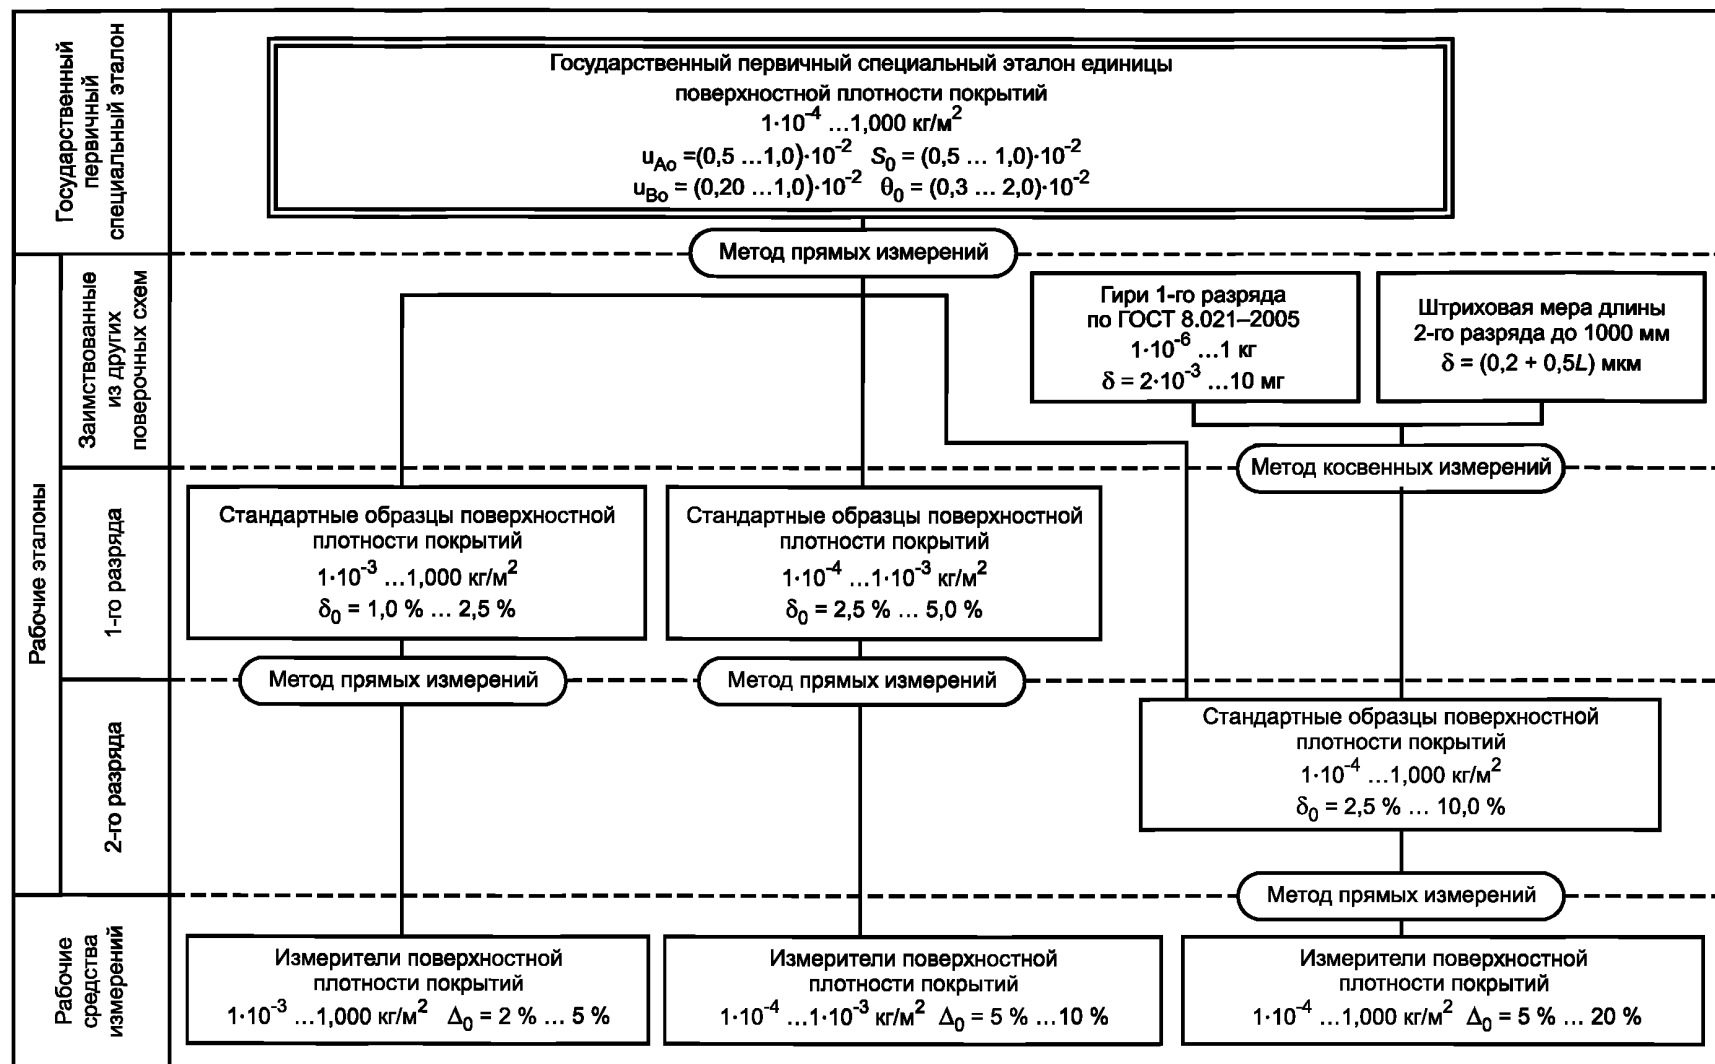 Государственный
первичный
специальный эталон
Государственный первичный специальный эталон единицы
поверхностной плотности покрытий
1·10⁻⁴ …1,000 кг/м²
u_Ao =(0,5 …1,0)·10⁻² S₀ = (0,5 … 1,0)·10⁻²
u_Bo = (0,20 …1,0)·10⁻² θ₀ = (0,3 … 2,0)·10⁻²
Метод прямых измерений
Рабочие эталоны
Заимствованные
из других
поверочных схем
Гири 1-го разряда
по ГОСТ 8.021–2005
1·10⁻⁶ …1 кг
δ = 2·10⁻³ …10 мг
Штриховая мера длины
2-го разряда до 1000 мм
δ = (0,2 + 0,5L) мкм
Метод косвенных измерений
1-го разряда
Стандартные образцы поверхностной
плотности покрытий
1·10⁻³ …1,000 кг/м²
δ₀ = 1,0 % … 2,5 %
Стандартные образцы поверхностной
плотности покрытий
1·10⁻⁴ …1·10⁻³ кг/м²
δ₀ = 2,5 % … 5,0 %
Метод прямых измерений
Метод прямых измерений
2-го разряда
Стандартные образцы поверхностной
плотности покрытий
1·10⁻⁴ …1,000 кг/м²
δ₀ = 2,5 % … 10,0 %
Метод прямых измерений
Рабочие
средства
измерений
Измерители поверхностной
плотности покрытий
1·10⁻³ …1,000 кг/м² Δ₀ = 2 % … 5 %
Измерители поверхностной
плотности покрытий
1·10⁻⁴ …1·10⁻³ кг/м² Δ₀ = 5 % …10 %
Измерители поверхностной
плотности покрытий
1·10⁻⁴ …1,000 кг/м² Δ₀ = 5 % … 20 %